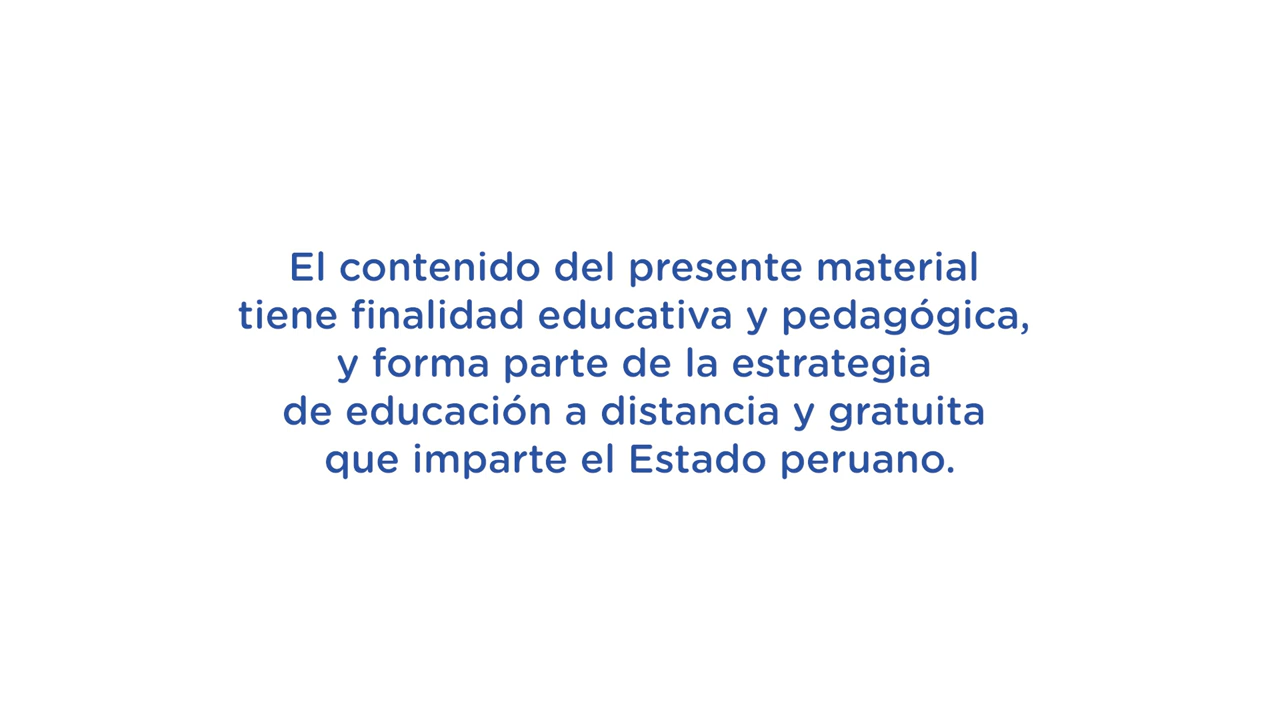 El contenido del presente material
tiene finalidad educativa y pedagógica,
y forma parte de la estrategia
de educación a distancia y gratuita
que imparte el Estado peruano.